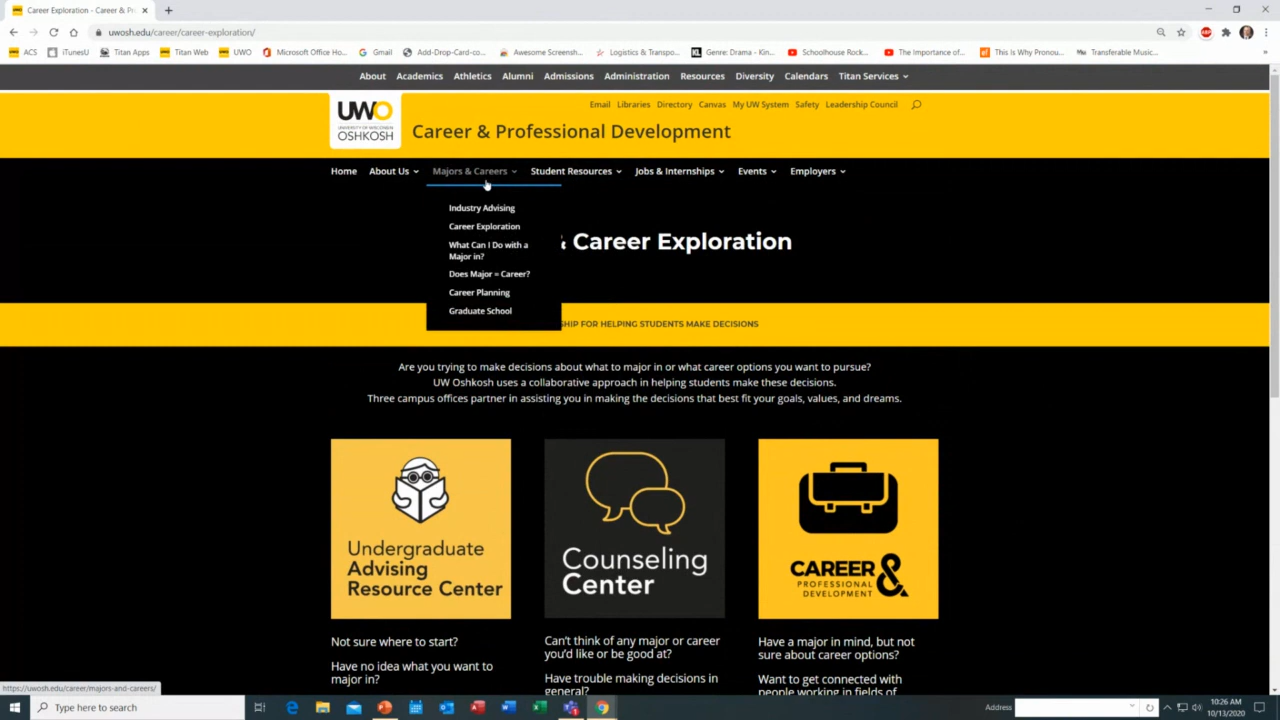 Career Exploration - Career & Pr
uwosh.edu/career/career-exploration/
ACS
iTunesU
Titan Apps
Titan Web
UWO
Microsoft Office Ho...
Gmail
Add-Drop-Card-co...
Awesome Screensh...
Logistics & Transpo...
Genre: Drama - Kin...
Schoolhouse Rock...
The Importance of...
This Is Why Pronou...
Transferable Music...
About
Academics
Athletics
Alumni
Admissions
Administration
Resources
Diversity
Calendars
Titan Services
Email
Libraries
Directory
Canvas
My UW System
Safety
Leadership Council
UWO
UNIVERSITY OF WISCONSIN
OSHKOSH
Career & Professional Development
Home
About Us
Majors & Careers
Student Resources
Jobs & Internships
Events
Employers
Industry Advising
Career Exploration
What Can I Do with a
Major in?
Does Major = Career?
Career Planning
Graduate School
& Career Exploration
SHIP FOR HELPING STUDENTS MAKE DECISIONS
Are you trying to make decisions about what to major in or what career options you want to pursue?
UW Oshkosh uses a collaborative approach in helping students make these decisions.
Three campus offices partner in assisting you in making the decisions that best fit your goals, values, and dreams.
Undergraduate
Advising
Resource Center
Counseling
Center
CAREER &
PROFESSIONAL
DEVELOPMENT
Not sure where to start?
Have no idea what you want to
major in?
Can't think of any major or career
you'd like or be good at?
Have trouble making decisions in
general?
Have a major in mind, but not
sure about career options?
Want to get connected with
people working in fields of
https://uwosh.edu/career/majors-and-careers/
Type here to search
Address
10:26 AM
10/13/2020